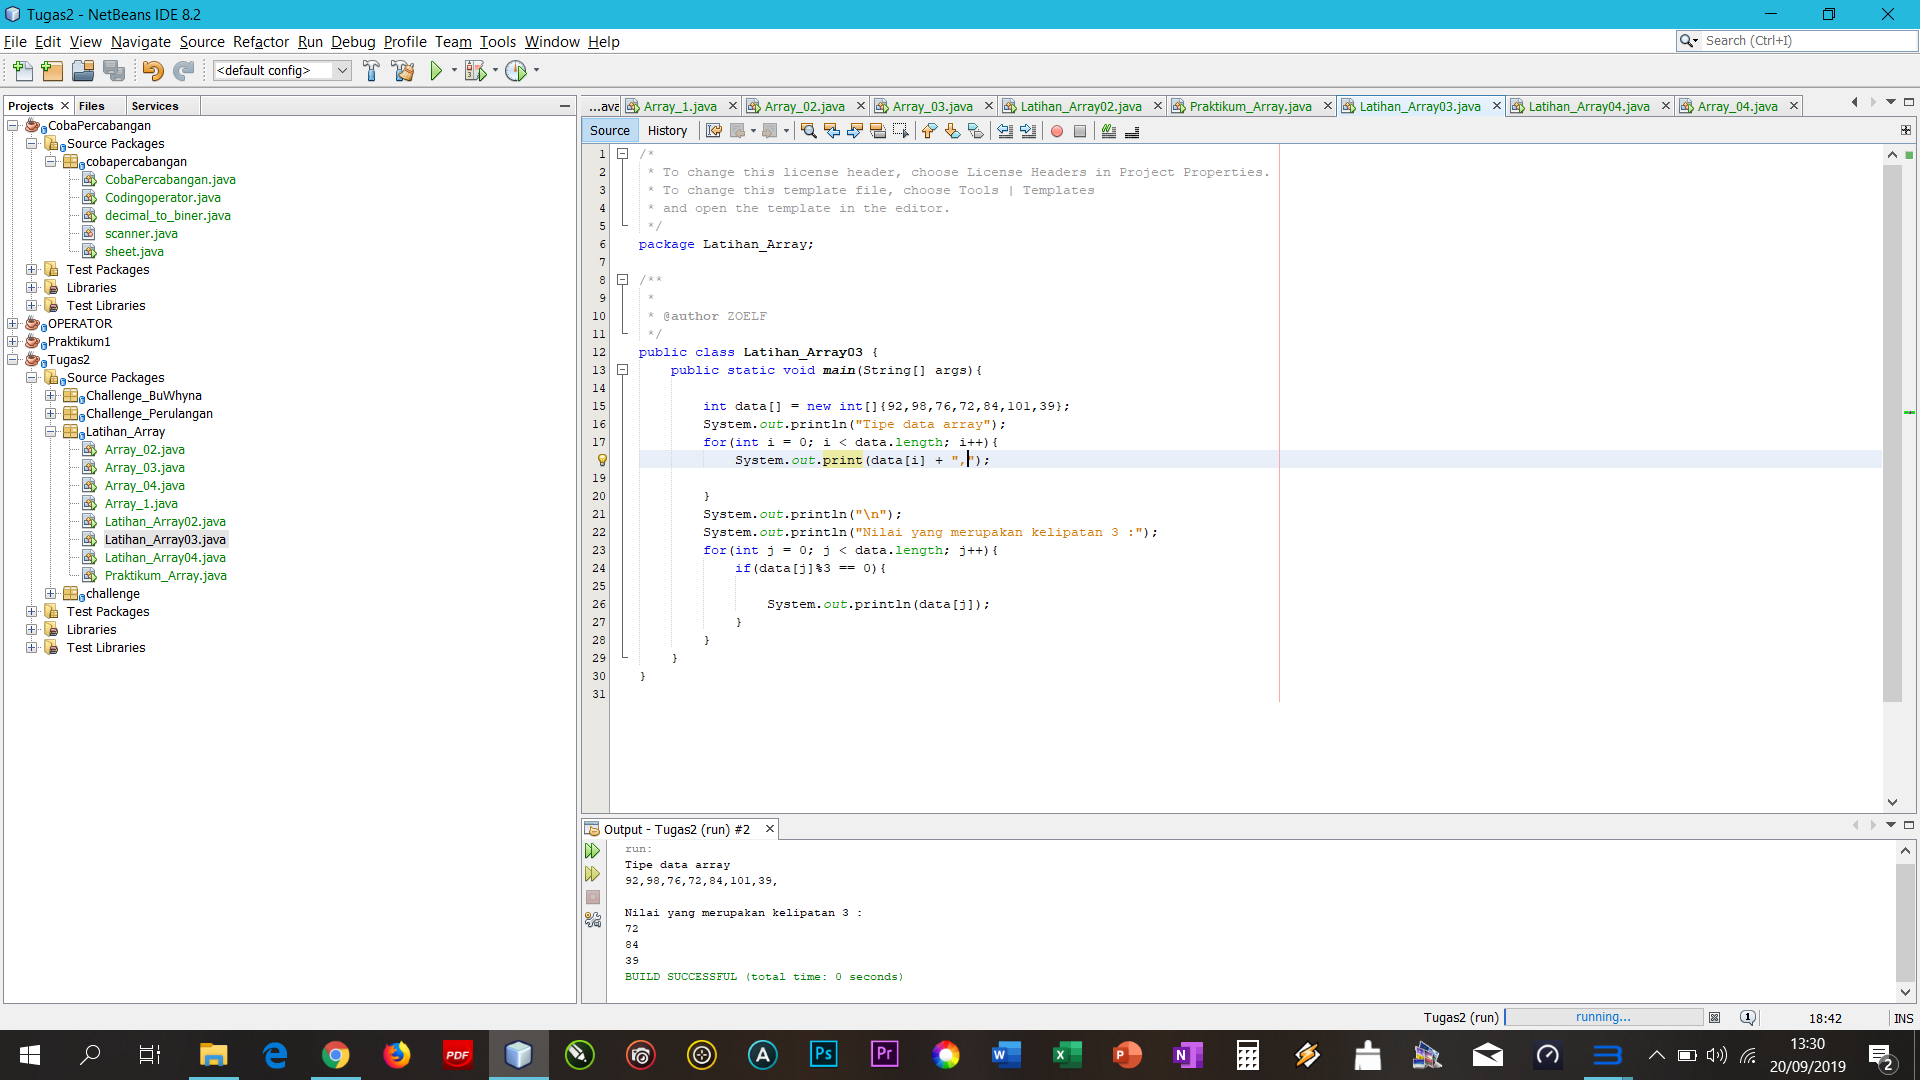 Tugas2 - NetBeans IDE 8.2
File Edit View Navigate Source Refactor Run Debug Profile Team Tools Window Help
Search (Ctrl+I)
<default config>
Projects Files Services
CobaPercabangan
Source Packages
cobapercabangan
CobaPercabangan.java
Codingoperator.java
decimal_to_biner.java
scanner.java
sheet.java
Test Packages
Libraries
Test Libraries
OPERATOR
Praktikum1
Tugas2
Source Packages
Challenge_BuWhyna
Challenge_Perulangan
Latihan_Array
Array_02.java
Array_03.java
Array_04.java
Array_1.java
Latihan_Array02.java
Latihan_Array03.java
Latihan_Array04.java
Praktikum_Array.java
challenge
Test Packages
Libraries
Test Libraries
...ava Array_1.java Array_02.java Array_03.java Latihan_Array02.java Praktikum_Array.java Latihan_Array03.java Latihan_Array04.java Array_04.java
Source History
1 /*
2 * To change this license header, choose License Headers in Project Properties.
3 * To change this template file, choose Tools | Templates
4 * and open the template in the editor.
5 */
6 package Latihan_Array;
7
8 /**
9 *
10 * @author ZOELF
11 */
12 public class Latihan_Array03 {
13 public static void main(String[] args){
14
15 int data[] = new int[]{92,98,76,72,84,101,39};
16 System.out.println("Tipe data array");
17 for(int i = 0; i < data.length; i++){
System.out.print(data[i] + ",");
19
20 }
21 System.out.println("\n");
22 System.out.println("Nilai yang merupakan kelipatan 3 :");
23 for(int j = 0; j < data.length; j++){
24 if(data[j]%3 == 0){
25
26 System.out.println(data[j]);
27 }
28 }
29 }
30 }
31
Output - Tugas2 (run) #2
run:
Tipe data array
92,98,76,72,84,101,39,
Nilai yang merupakan kelipatan 3 :
72
84
39
BUILD SUCCESSFUL (total time: 0 seconds)
Tugas2 (run) running... 1 18:42 INS
PDF Ps Pr W X P N
13:30
20/09/2019
2